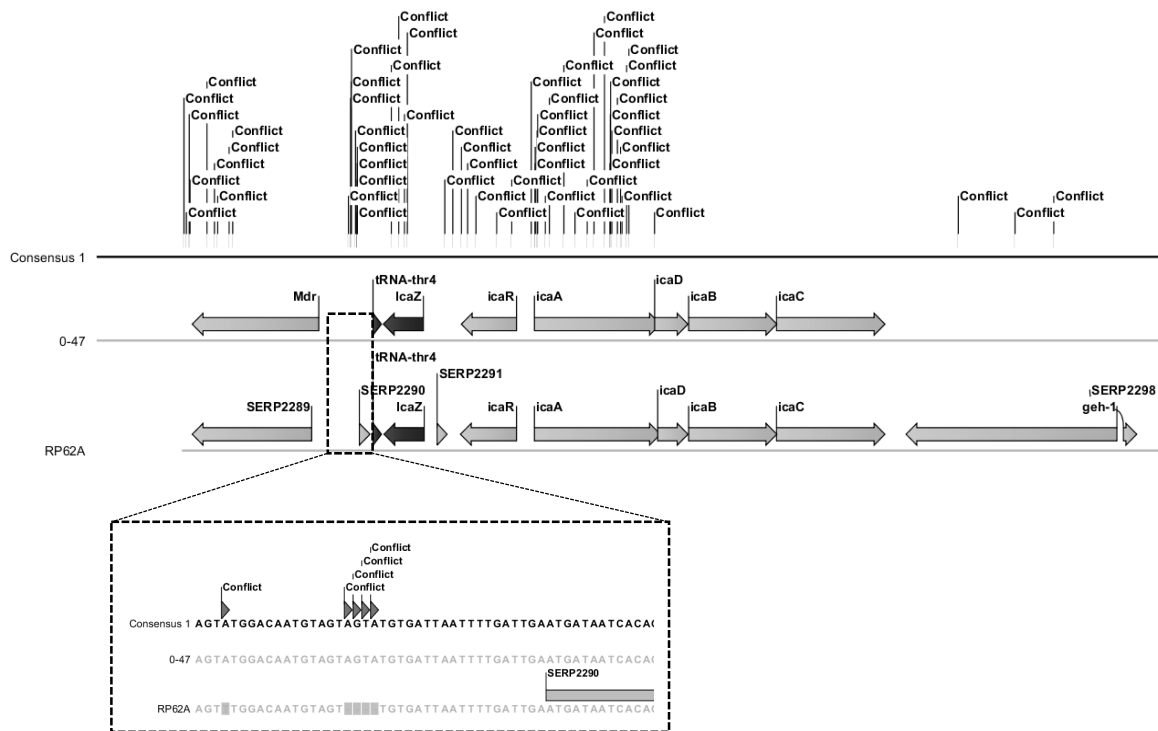 Conflict Conflict
Conflict Conflict
Conflict Conflict
Conflict Conflict Conflict
Conflict Conflict Conflict Conflict
Conflict Conflict Conflict Conflict
Conflict Conflict Conflict Conflict
Conflict Conflict Conflict Conflict Conflict
Conflict Conflict Conflict Conflict Conflict
Conflict Conflict Conflict Conflict Conflict
Conflict Conflict Conflict Conflict Conflict
Conflict Conflict Conflict Conflict Conflict Conflict Conflict
Conflict Conflict Conflict Conflict Conflict Conflict
Consensus 1
tRNA-thr4 icaD
Mdr IcaZ icaR icaA icaB icaC
0-47
tRNA-thr4
SERP2291
SERP2290 icaD SERP2298
SERP2289 IcaZ icaR icaA icaB icaC geh-1
RP62A
Conflict
Conflict
Conflict
Conflict Conflict
Consensus 1 AGTATGGACAATGTAGTAGTATGTGATTAATTTTGATTGAATGATAATCACA
0-47 AGTATGGACAATGTAGTAGTATGTGATTAATTTTGATTGAATGATAATCACA
SERP2290
RP62A AGT TGGACAATGTAGT TGTGATTAATTTTGATTGAATGATAATCACA